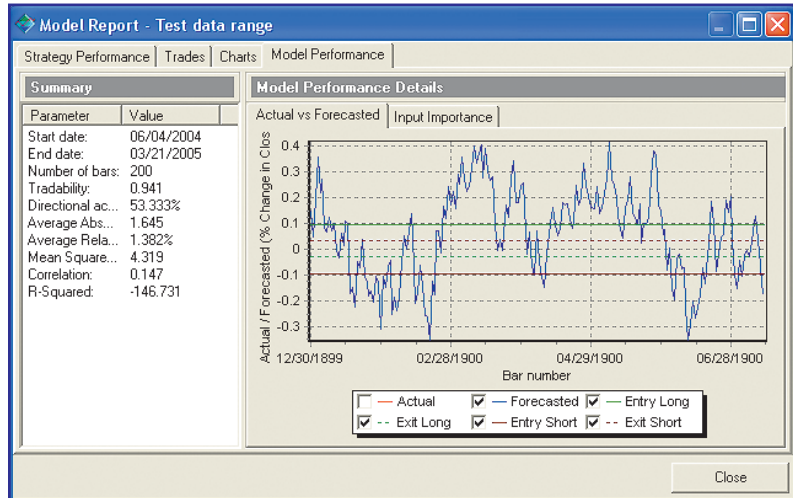 Model Report - Test data range
Strategy Performance Trades Charts Model Performance
Summary
Parameter Value
Start date: 06/04/2004
End date: 03/21/2005
Number of bars: 200
Tradability: 0.941
Directional ac... 53.333%
Average Abs... 1.645
Average Rela... 1.382%
Mean Square... 4.319
Correlation: 0.147
R-Squared: -146.731
Model Performance Details
Actual vs Forecasted Input Importance
Actual / Forecasted (% Change in Clos
0.4
0.3
0.2
0.1
0
-0.1
-0.2
-0.3
12/30/1899 02/28/1900 04/29/1900 06/28/1900
Bar number
Actual Forecasted Entry Long
Exit Long Entry Short Exit Short
Close